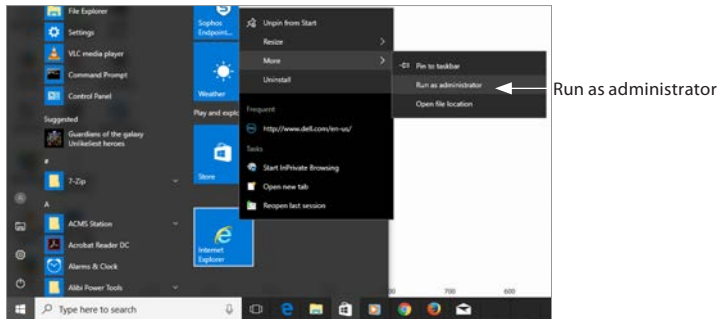 File Explorer
Settings
VLC media player
Command Prompt
Control Panel
Suggested
Guardians of the galaxy
Unlikeliest heroes
#
7-Zip
A
ACMS Station
Acrobat Reader DC
Alarms & Clock
Alibi Power Tools
Type here to search
Sophos
Endpoint...
Weather
Play and explo
Store
Internet
Explorer
Unpin from Start
Resize
More
Uninstall
Frequent
http://www.dell.com/en-us/
Tasks
Start InPrivate Browsing
Open new tab
Reopen last session
Pin to taskbar
Run as administrator
Open file location
Run as administrator
00 700 600